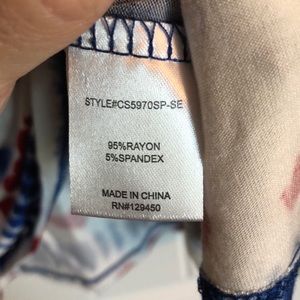 STYLE#CS5970SP-SE
95%RAYON
5%SPANDEX
MADE IN CHINA
RN#129450